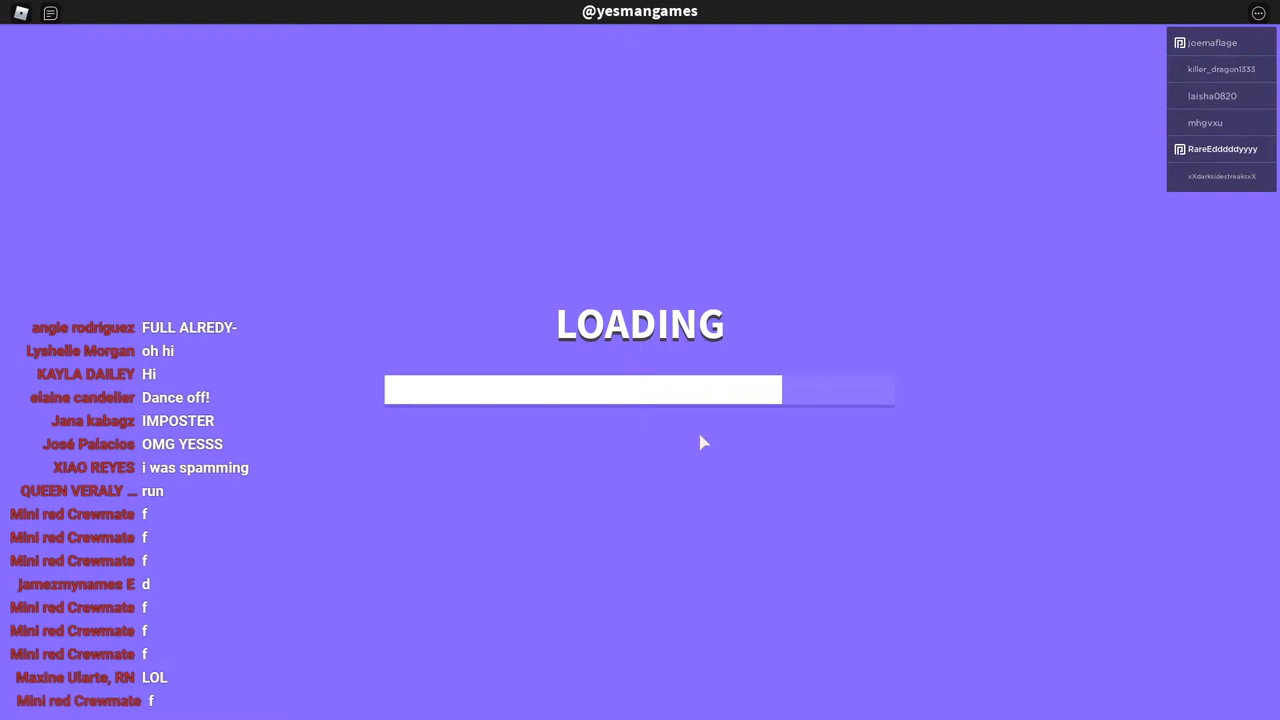 @yesmangames
joemaflage
killer_dragon1333
laisha0820
mhgvxu
RareEdddddyyyy
xXdarksidestreaksxX
LOADING
angie rodriguez FULL ALREDY-
Lyshelle Morgan oh hi
KAYLA DAILEY Hi
elaine candelier Dance off!
Jana kabagz IMPOSTER
José Palacios OMG YESSS
XIAO REYES i was spamming
QUEEN VERALY ... run
Mini red Crewmate f
Mini red Crewmate f
Mini red Crewmate f
jamezmynames E d
Mini red Crewmate f
Mini red Crewmate f
Mini red Crewmate f
Maxine Ularte, RN LOL
Mini red Crewmate f